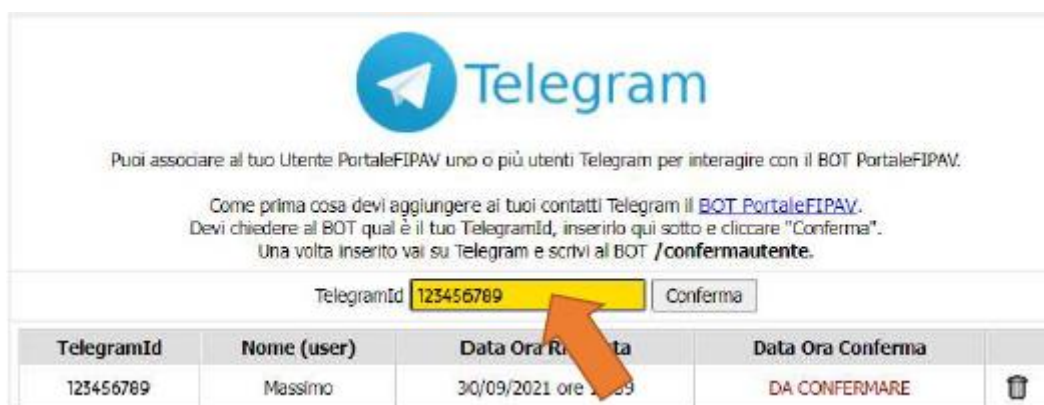 Telegram
Puoi associare al tuo Utente PortaleFIPAV uno o più utenti Telegram per interagire con il BOT PortaleFIPAV.
Come prima cosa devi aggiungere ai tuoi contatti Telegram il BOT PortaleFIPAV.
Devi chiedere al BOT qual è il tuo TelegramId, inserirlo qui sotto e cliccare "Conferma".
Una volta inserito vai su Telegram e scrivi al BOT /confermautente.
TelegramId 123456789 Conferma
TelegramId Nome (user) Data Ora Data Ora Conferma
123456789 Massimo 30/09/2021 ore DA CONFERMARE